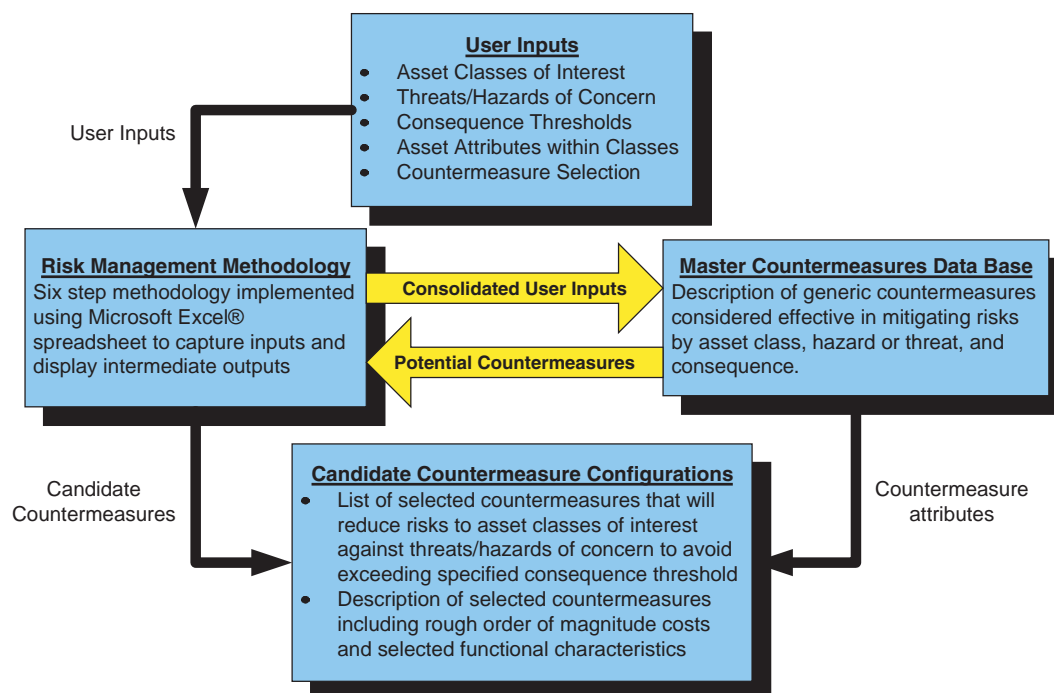 User Inputs
• Asset Classes of Interest
• Threats/Hazards of Concern
• Consequence Thresholds
• Asset Attributes within Classes
• Countermeasure Selection
User Inputs
Risk Management Methodology
Six step methodology implemented
using Microsoft Excel®
spreadsheet to capture inputs and
display intermediate outputs
Consolidated User Inputs
Potential Countermeasures
Master Countermeasures Data Base
Description of generic countermeasures
considered effective in mitigating risks
by asset class, hazard or threat, and
consequence.
Candidate
Countermeasures
Candidate Countermeasure Configurations
• List of selected countermeasures that will
reduce risks to asset classes of interest
against threats/hazards of concern to avoid
exceeding specified consequence threshold
• Description of selected countermeasures
including rough order of magnitude costs
and selected functional characteristics
Countermeasure
attributes